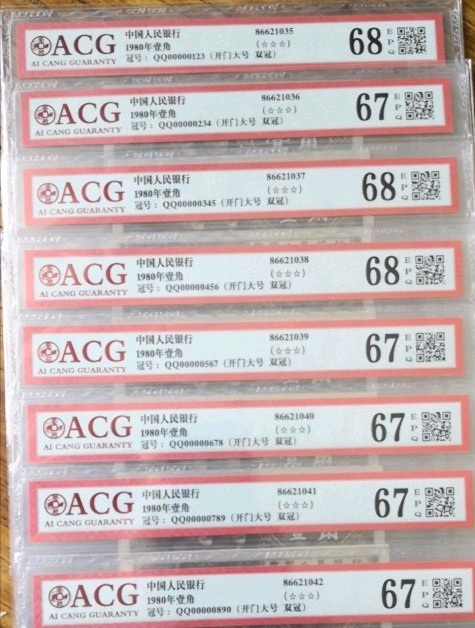 ACG
AI CANG GUARANTY
中国人民银行
1980年壹角
冠号： QQ00000123（开门大号 双冠）
86621035
(☆☆☆)
68
EPQ
ACG
AI CANG GUARANTY
中国人民银行
1980年壹角
冠号： QQ00000234（开门大号 双冠）
86621036
(☆☆☆)
67
EPQ
ACG
AI CANG GUARANTY
中国人民银行
1980年壹角
冠号： QQ00000345（开门大号 双冠）
86621037
(☆☆☆)
68
EPQ
ACG
AI CANG GUARANTY
中国人民银行
1980年壹角
冠号： QQ00000456（开门大号 双冠）
86621038
(☆☆☆)
68
EPQ
ACG
AI CANG GUARANTY
中国人民银行
1980年壹角
冠号： QQ00000567（开门大号 双冠）
86621039
(☆☆☆)
67
EPQ
ACG
AI CANG GUARANTY
中国人民银行
1980年壹角
冠号： QQ00000678（开门大号 双冠）
86621040
(☆☆☆)
67
EPQ
ACG
AI CANG GUARANTY
中国人民银行
1980年壹角
冠号： QQ00000789（开门大号 双冠）
86621041
(☆☆☆)
67
EPQ
ACG
AI CANG GUARANTY
中国人民银行
1980年壹角
冠号： QQ00000890（开门大号 双冠）
86621042
(☆☆☆)
67
EPQ